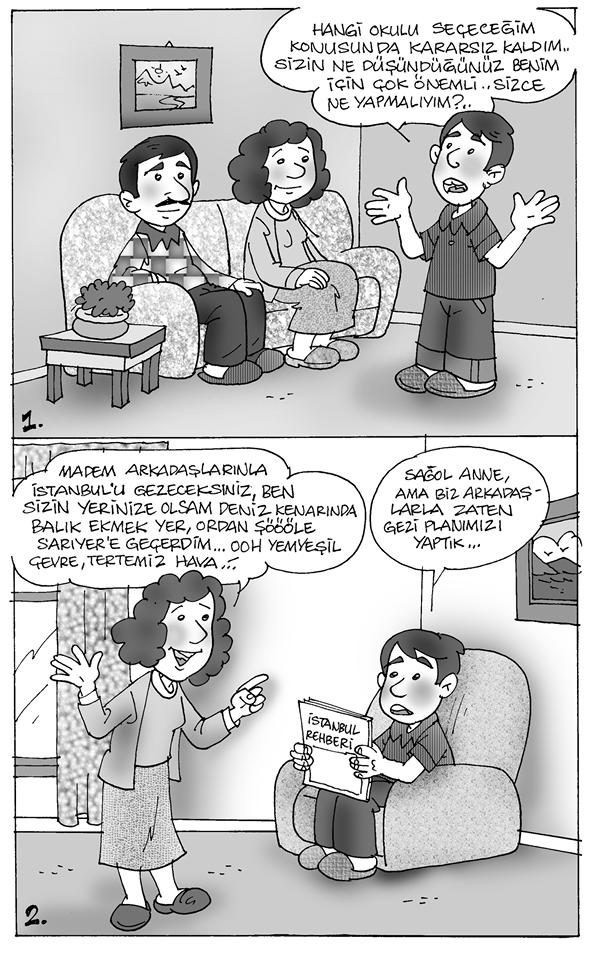 HANGİ OKULU SEÇECEĞİM
KONUSUNDA KARARSIZ KALDIM..
SİZİN NE DÜŞÜNDÜĞÜNÜZ BENİM
İÇİN ÇOK ÖNEMLİ.. SİZCE
NE YAPMALIYIM?..
1.
MADEM ARKADAŞLARINLA
İSTANBUL'U GEZECEKSİNİZ, BEN
SİZİN YERİNİZE OLSAM DENİZ KENARINDA
BALIK EKMEK YER, ORDAN ŞÖÖÖLE
SARIYER'E GEÇERDİM... OOH YEMYEŞİL
ÇEVRE, TERTEMİZ HAVA...
SAĞOL ANNE,
AMA BİZ ARKADAŞ-
LARLA ZATEN
GEZİ PLANIMIZI
YAPTIK...
İSTANBUL
REHBERİ
2.